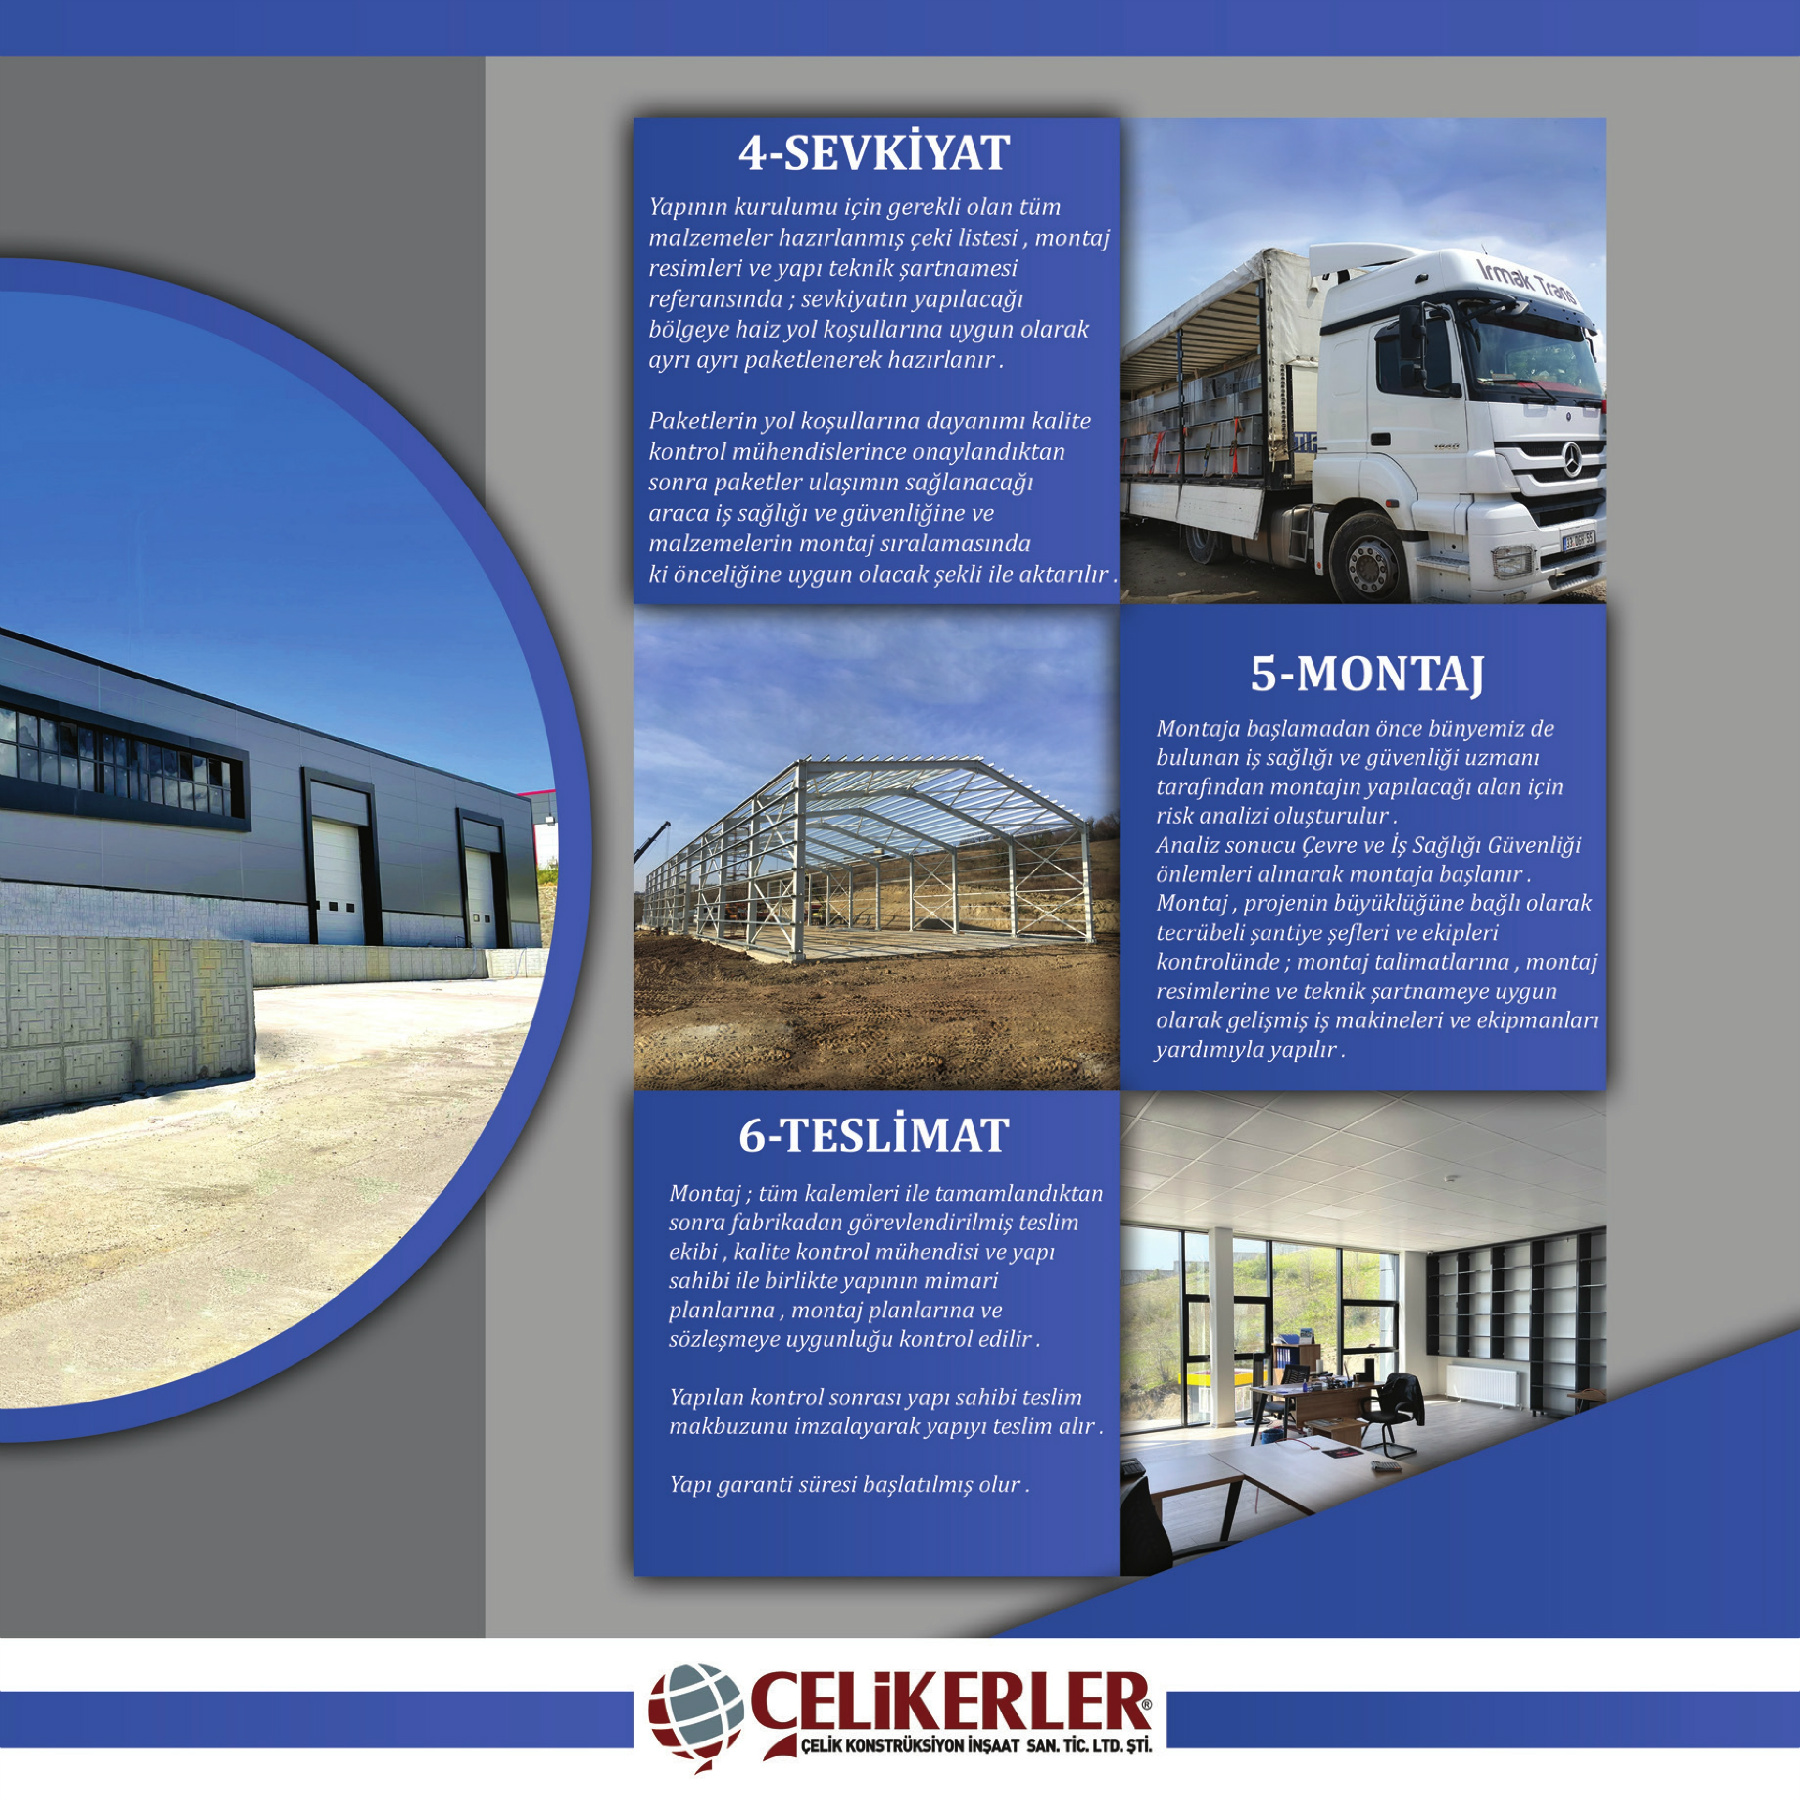 4-SEVKİYAT
Yapının kurulumu için gerekli olan tüm
malzemeler hazırlanmış çeki listesi , montaj
resimleri ve yapı teknik şartnamesi
referansında ; sevkiyatın yapılacağı
bölgeye haiz yol koşullarına uygun olarak
ayrı ayrı paketlenerek hazırlanır .
Paketlerin yol koşullarına dayanımı kalite
kontrol mühendislerince onaylandıktan
sonra paketler ulaşımın sağlanacağı
araca iş sağlığı ve güvenliğine ve
malzemelerin montaj sıralamasında
ki önceliğine uygun olacak şekli ile aktarılır .
Irmak Trans
1840
33 DGH 55
5-MONTAJ
Montaja başlamadan önce bünyemiz de
bulunan iş sağlığı ve güvenliği uzmanı
tarafından montajın yapılacağı alan için
risk analizi oluşturulur .
Analiz sonucu Çevre ve İş Sağlığı Güvenliği
önlemleri alınarak montaja başlanır .
Montaj , projenin büyüklüğüne bağlı olarak
tecrübeli şantiye şefleri ve ekipleri
kontrolünde ; montaj talimatlarına , montaj
resimlerine ve teknik şartnameye uygun
olarak gelişmiş iş makineleri ve ekipmanları
yardımıyla yapılır .
6-TESLİMAT
Montaj ; tüm kalemleri ile tamamlandıktan
sonra fabrikadan görevlendirilmiş teslim
ekibi , kalite kontrol mühendisi ve yapı
sahibi ile birlikte yapının mimari
planlarına , montaj planlarına ve
sözleşmeye uygunluğu kontrol edilir .
Yapılan kontrol sonrası yapı sahibi teslim
makbuzunu imzalayarak yapıyı teslim alır .
Yapı garanti süresi başlatılmış olur .
ÇELiKERLER®
ÇELİK KONSTRÜKSİYON İNŞAAT SAN. TİC. LTD. ŞTİ.